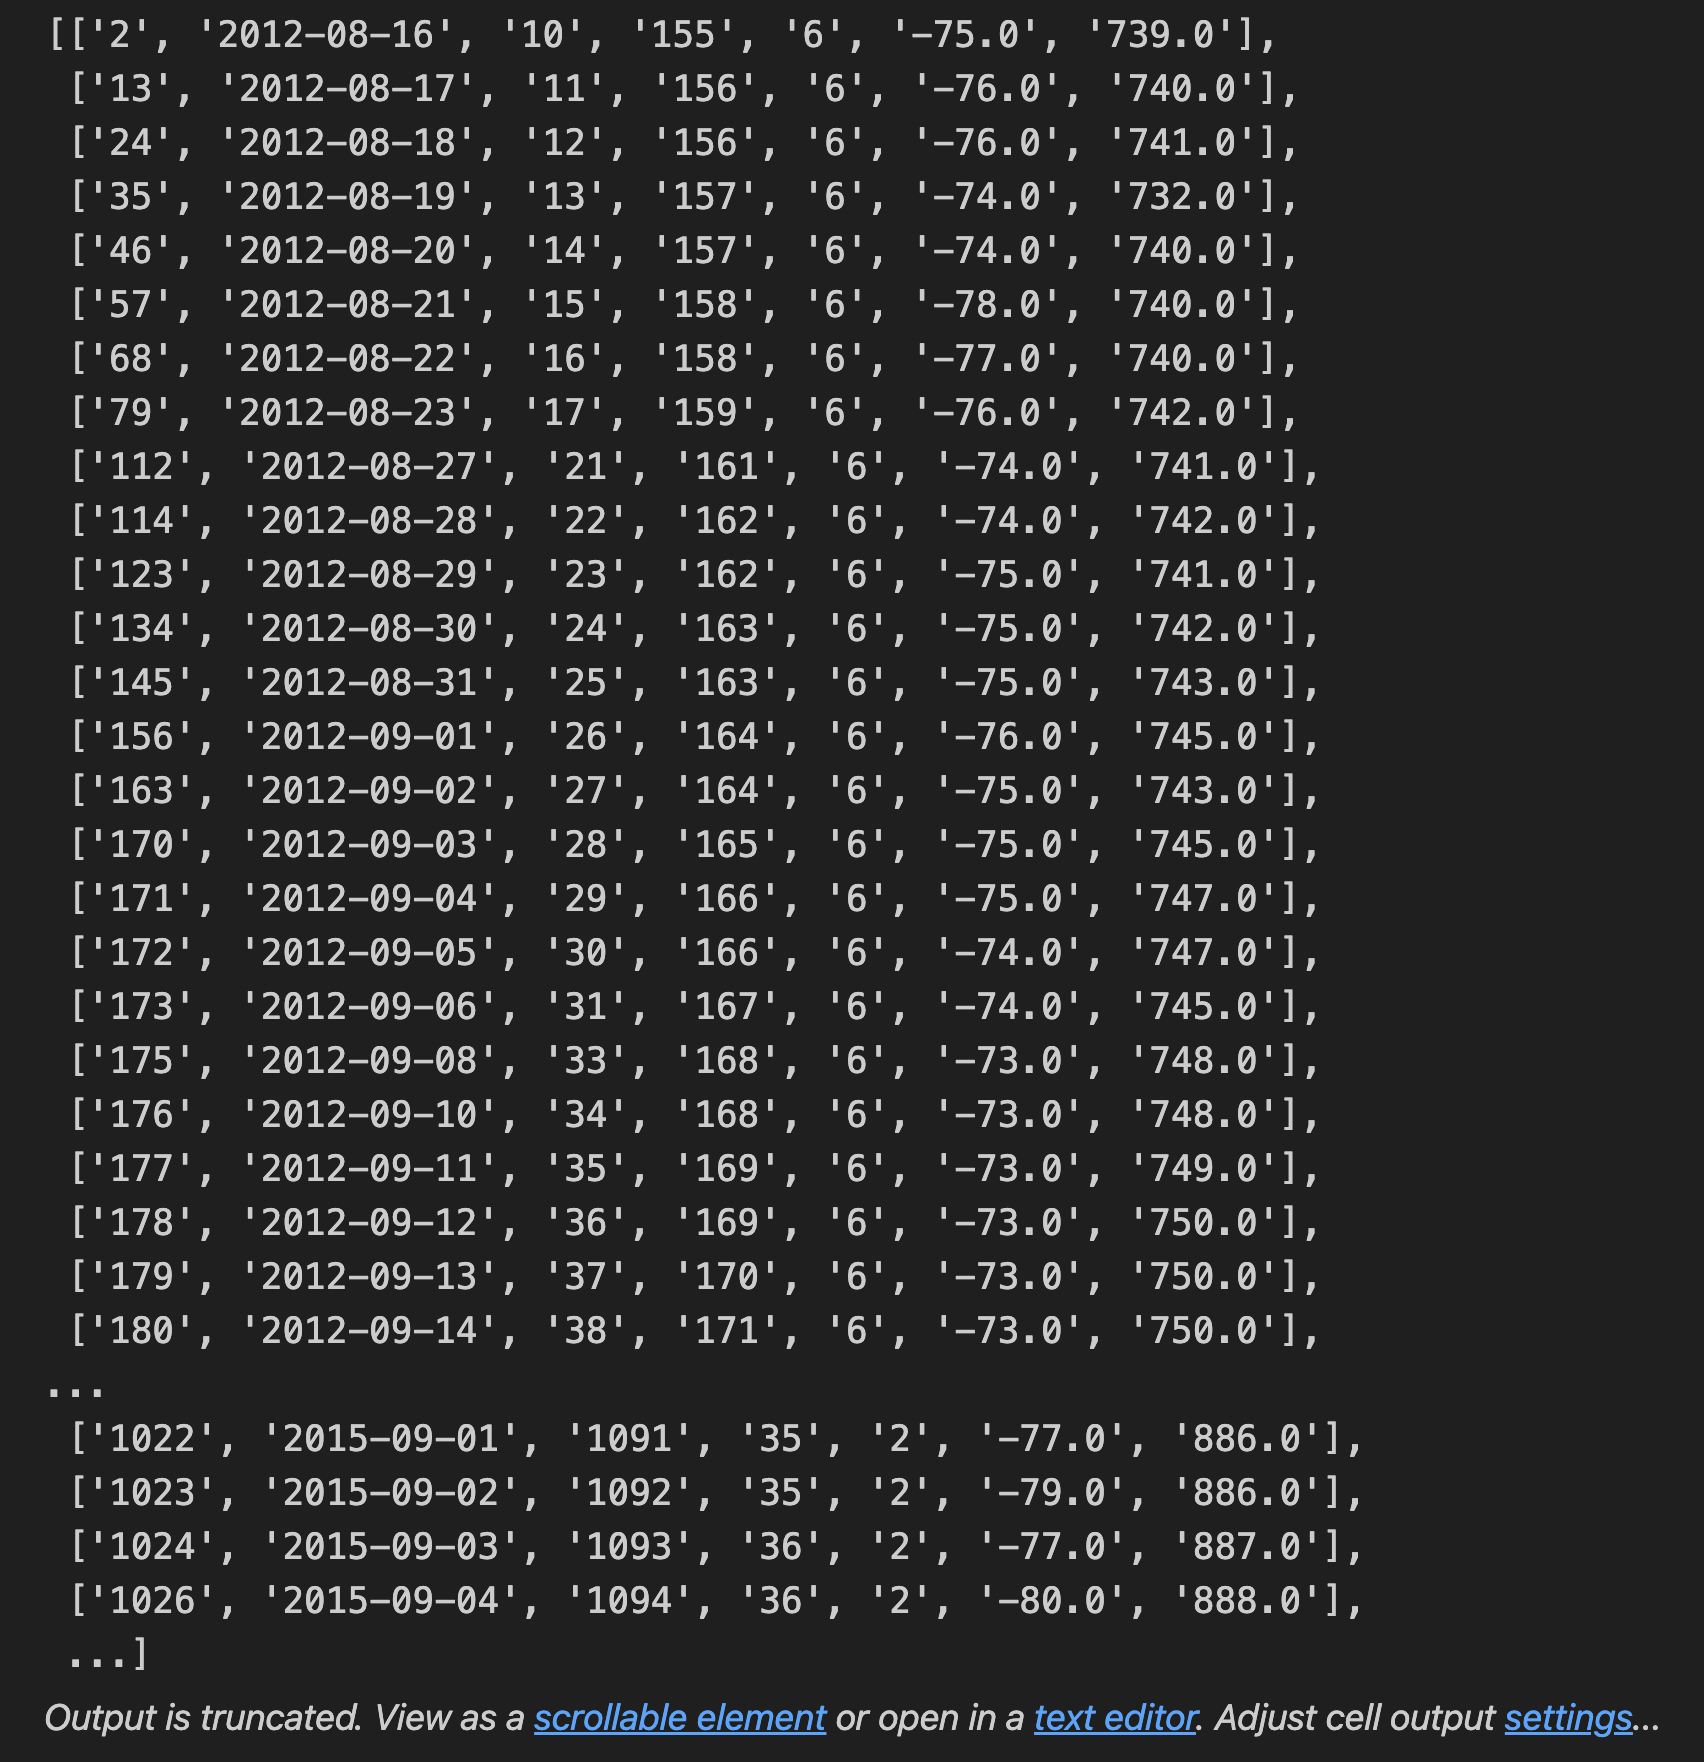 [['2', '2012-08-16', '10', '155', '6', '-75.0', '739.0'],
['13', '2012-08-17', '11', '156', '6', '-76.0', '740.0'],
['24', '2012-08-18', '12', '156', '6', '-76.0', '741.0'],
['35', '2012-08-19', '13', '157', '6', '-74.0', '732.0'],
['46', '2012-08-20', '14', '157', '6', '-74.0', '740.0'],
['57', '2012-08-21', '15', '158', '6', '-78.0', '740.0'],
['68', '2012-08-22', '16', '158', '6', '-77.0', '740.0'],
['79', '2012-08-23', '17', '159', '6', '-76.0', '742.0'],
['112', '2012-08-27', '21', '161', '6', '-74.0', '741.0'],
['114', '2012-08-28', '22', '162', '6', '-74.0', '742.0'],
['123', '2012-08-29', '23', '162', '6', '-75.0', '741.0'],
['134', '2012-08-30', '24', '163', '6', '-75.0', '742.0'],
['145', '2012-08-31', '25', '163', '6', '-75.0', '743.0'],
['156', '2012-09-01', '26', '164', '6', '-76.0', '745.0'],
['163', '2012-09-02', '27', '164', '6', '-75.0', '743.0'],
['170', '2012-09-03', '28', '165', '6', '-75.0', '745.0'],
['171', '2012-09-04', '29', '166', '6', '-75.0', '747.0'],
['172', '2012-09-05', '30', '166', '6', '-74.0', '747.0'],
['173', '2012-09-06', '31', '167', '6', '-74.0', '745.0'],
['175', '2012-09-08', '33', '168', '6', '-73.0', '748.0'],
['176', '2012-09-10', '34', '168', '6', '-73.0', '748.0'],
['177', '2012-09-11', '35', '169', '6', '-73.0', '749.0'],
['178', '2012-09-12', '36', '169', '6', '-73.0', '750.0'],
['179', '2012-09-13', '37', '170', '6', '-73.0', '750.0'],
['180', '2012-09-14', '38', '171', '6', '-73.0', '750.0'],
...
['1022', '2015-09-01', '1091', '35', '2', '-77.0', '886.0'],
['1023', '2015-09-02', '1092', '35', '2', '-79.0', '886.0'],
['1024', '2015-09-03', '1093', '36', '2', '-77.0', '887.0'],
['1026', '2015-09-04', '1094', '36', '2', '-80.0', '888.0'],
...]
Output is truncated. View as a scrollable element or open in a text editor. Adjust cell output settings...